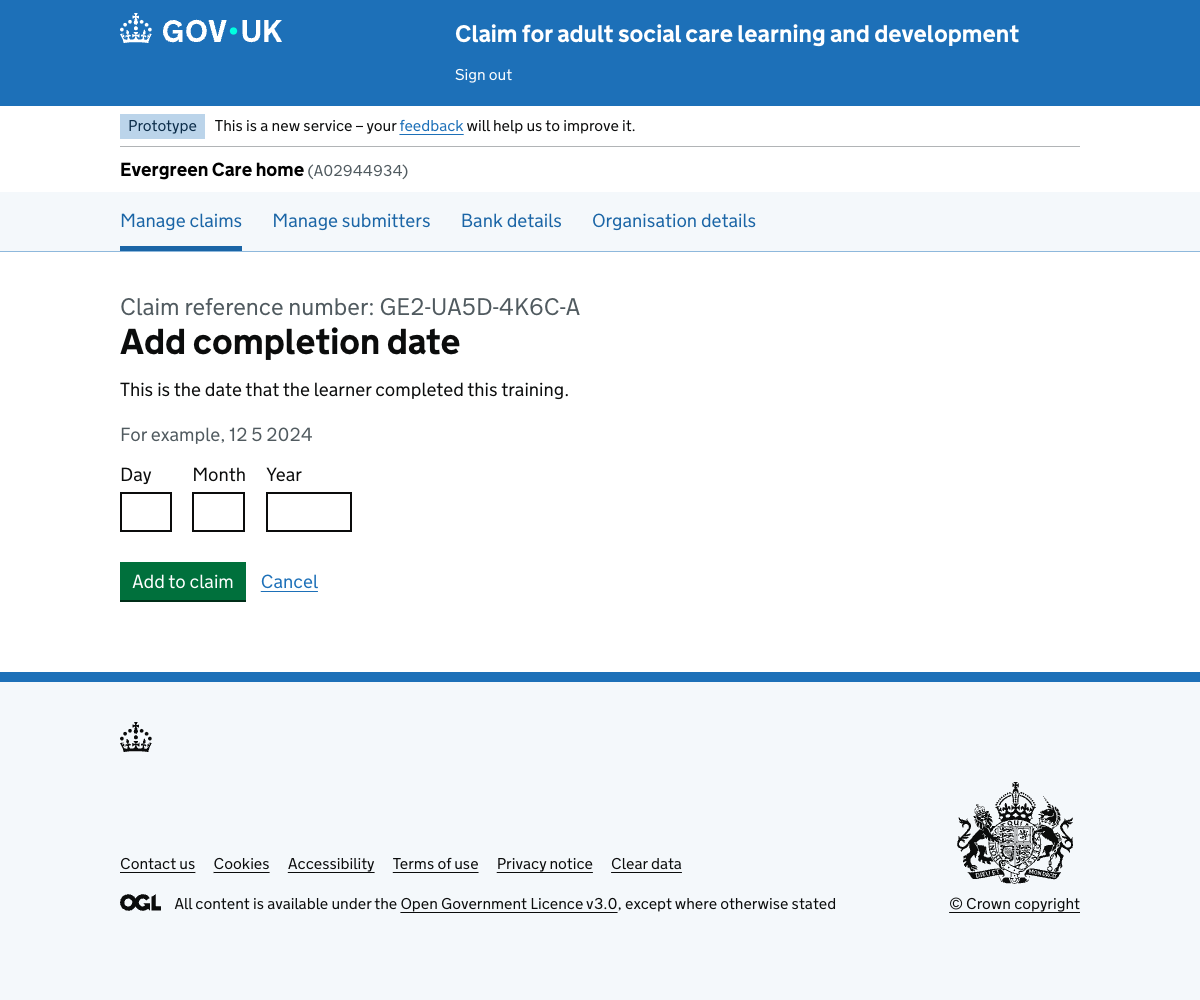 GOV·UK
Claim for adult social care learning and development
Sign out
Prototype This is a new service – your feedback will help us to improve it.
Evergreen Care home (A02944934)
Manage claims Manage submitters Bank details Organisation details
Claim reference number: GE2-UA5D-4K6C-A
Add completion date
This is the date that the learner completed this training.
For example, 12 5 2024
Day Month Year
Add to claim Cancel
Contact us Cookies Accessibility Terms of use Privacy notice Clear data
OGL All content is available under the Open Government Licence v3.0, except where otherwise stated
© Crown copyright